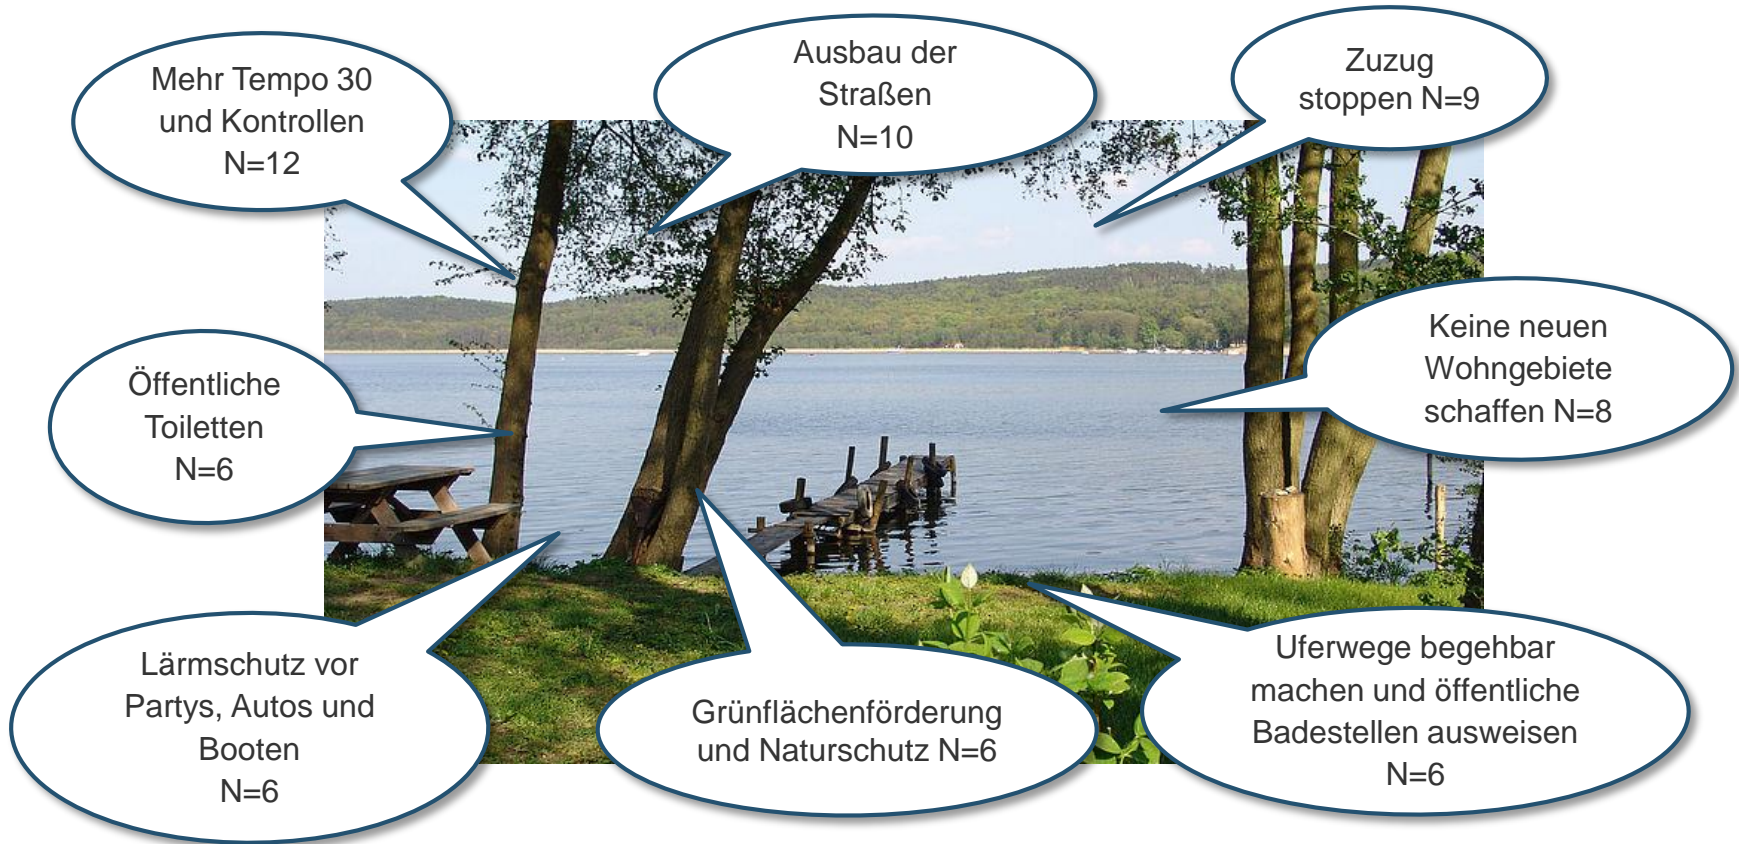 Mehr Tempo 30
und Kontrollen
N=12
Ausbau der
Straßen
N=10
Zuzug
stoppen N=9
Öffentliche
Toiletten
N=6
Keine neuen
Wohngebiete
schaffen N=8
Lärmschutz vor
Partys, Autos und
Booten
N=6
Grünflächenförderung
und Naturschutz N=6
Uferwege begehbar
machen und öffentliche
Badestellen ausweisen
N=6